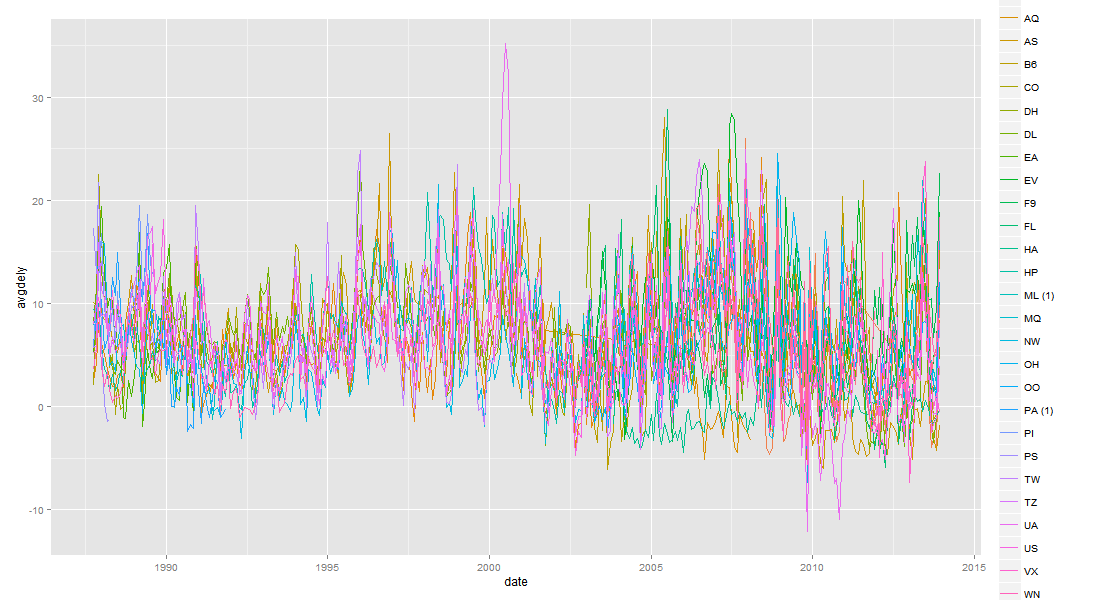 30
20
10
0
-10
avgdely
1990
1995
2000
2005
2010
2015
date
AQ
AS
B6
CO
DH
DL
EA
EV
F9
FL
HA
HP
ML (1)
MQ
NW
OH
OO
PA (1)
PI
PS
TW
TZ
UA
US
VX
WN